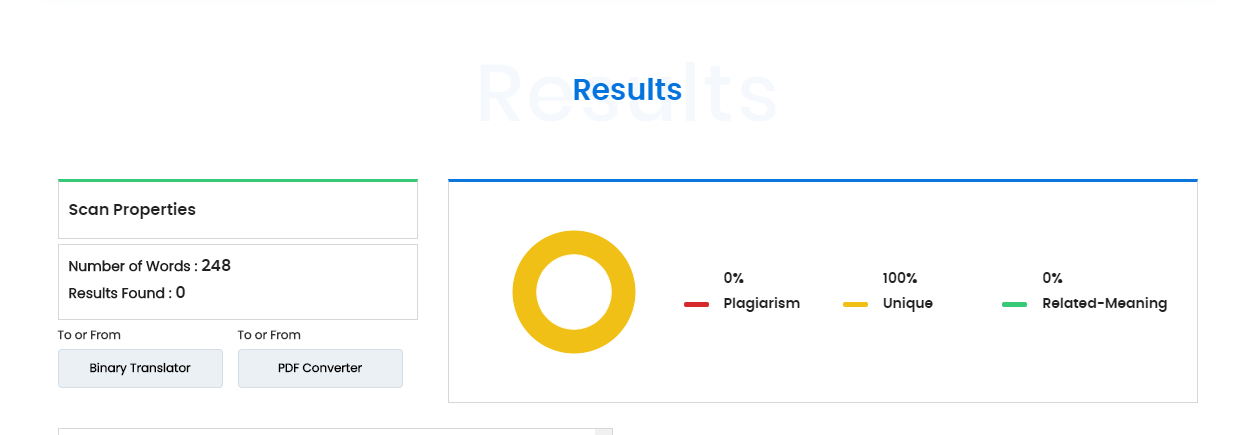 Results
Results
Scan Properties
Number of Words : 248
Results Found : 0
To or From
To or From
Binary Translator
PDF Converter
0%
Plagiarism
100%
Unique
0%
Related-Meaning